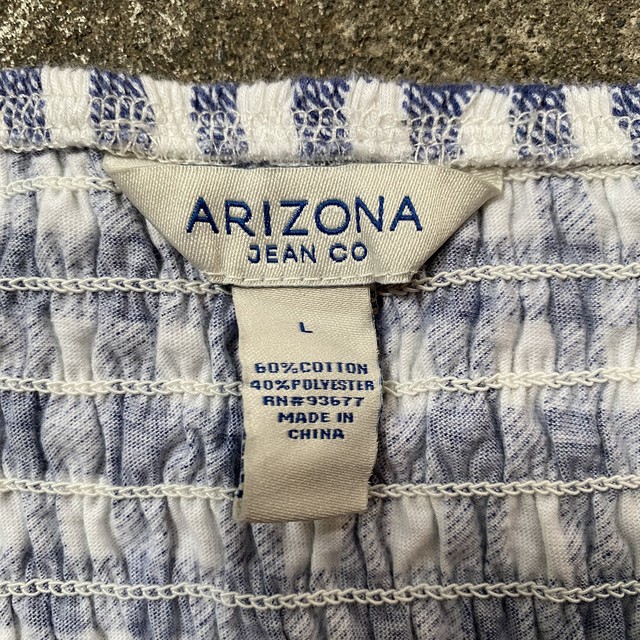 ARIZONA
JEAN CO
L
60% COTTON
40% POLYESTER
RN#93677
MADE IN
CHINA